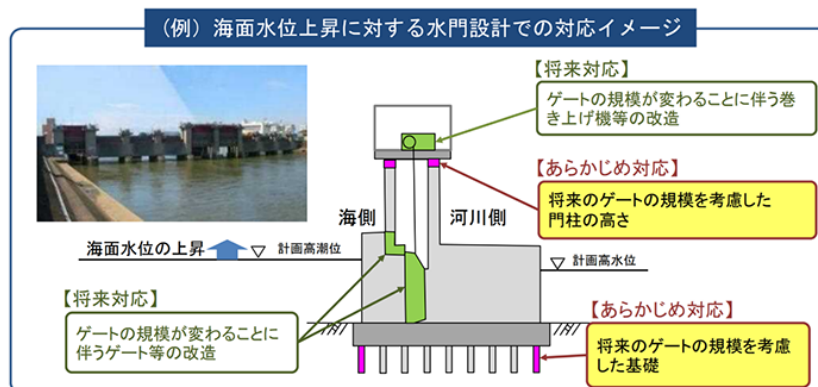 （例）海面水位上昇に対する水門設計での対応イメージ
【将来対応】
ゲートの規模が変わることに伴う巻
き上げ機等の改造
【あらかじめ対応】
将来のゲートの規模を考慮した
門柱の高さ
海側
河川側
海面水位の上昇
計画高潮位
計画高水位
【将来対応】
ゲートの規模が変わることに
伴うゲート等の改造
【あらかじめ対応】
将来のゲートの規模を考慮
した基礎